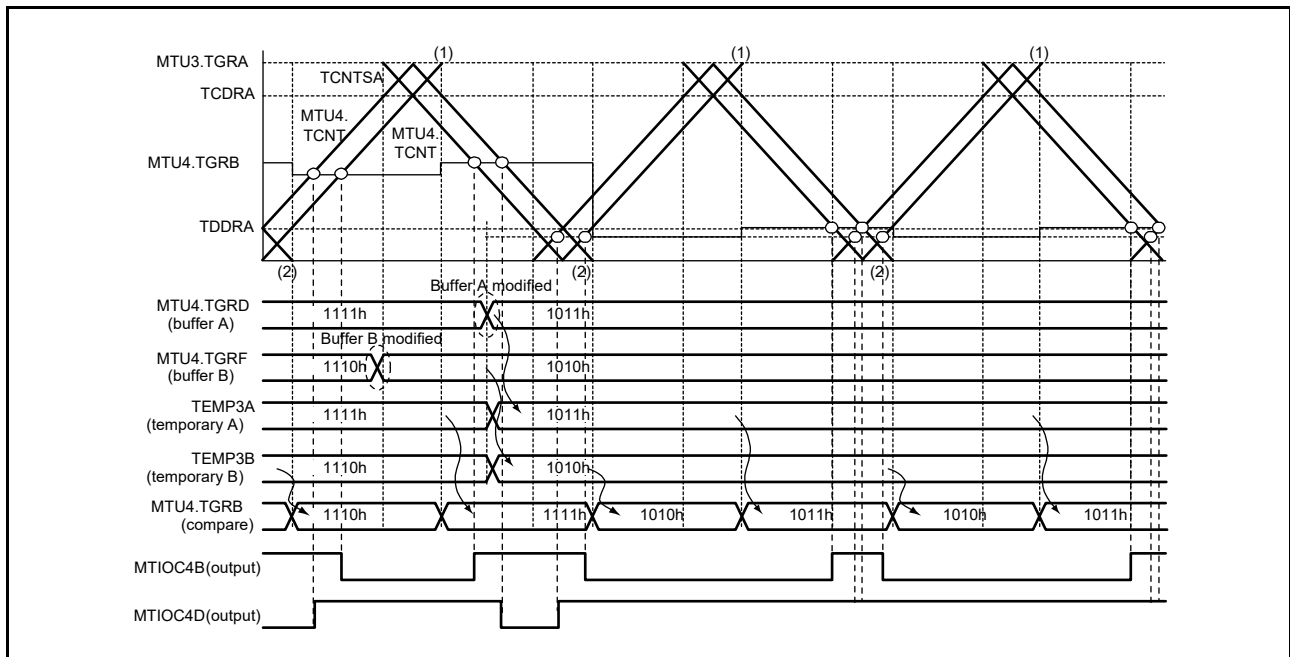 (1)
(1)
(1)
MTU3.TGRA
TCNTSA
TCDRA
MTU4.
TCNT
MTU4.
TCNT
MTU4.TGRB
TDDRA
(2)
(2)
(2)
Buffer A modified
MTU4.TGRD
(buffer A)
1111h
1011h
Buffer B modified
MTU4.TGRF
(buffer B)
1110h
1010h
TEMP3A
(temporary A)
1111h
1011h
TEMP3B
(temporary B)
1110h
1010h
MTU4.TGRB
(compare)
1110h
1111h
1010h
1011h
1010h
1011h
MTIOC4B(output)
MTIOC4D(output)